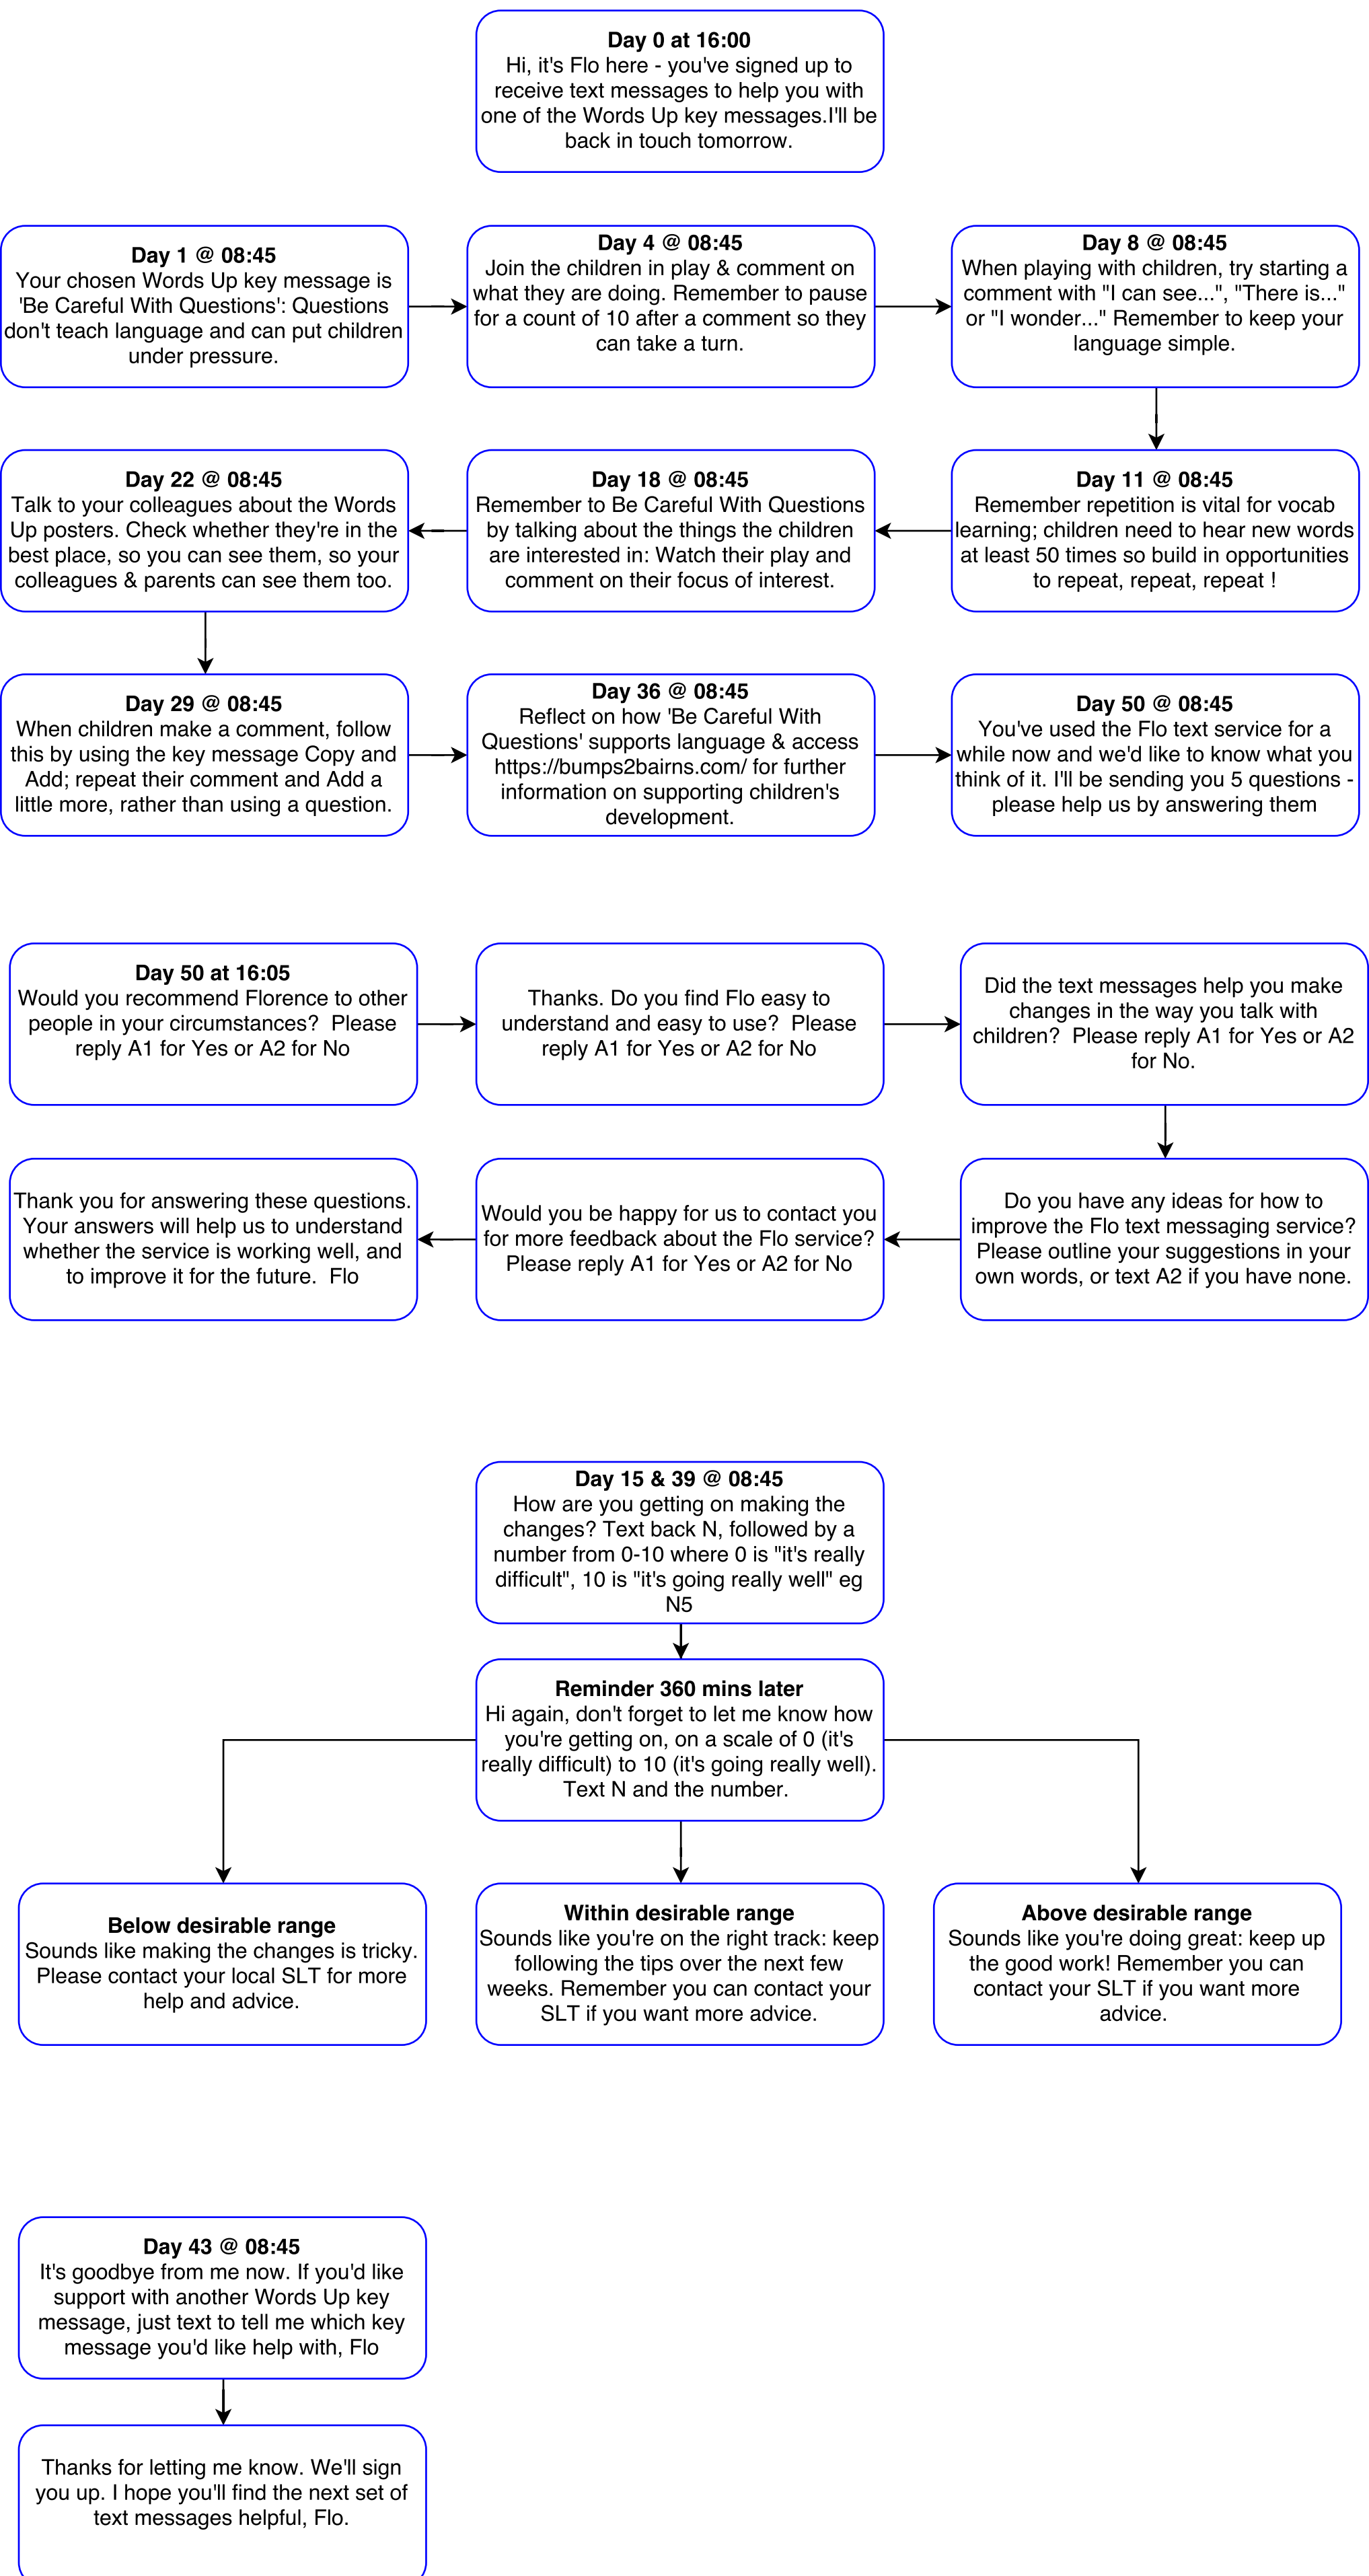 Day 0 at 16:00
Hi, it's Flo here - you've signed up to
receive text messages to help you with
one of the Words Up key messages.I'll be
back in touch tomorrow.
Day 1 @ 08:45
Your chosen Words Up key message is
'Be Careful With Questions': Questions
don't teach language and can put children
under pressure.
Day 4 @ 08:45
Join the children in play & comment on
what they are doing. Remember to pause
for a count of 10 after a comment so they
can take a turn.
Day 8 @ 08:45
When playing with children, try starting a
comment with "I can see...", "There is..."
or "I wonder..." Remember to keep your
language simple.
Day 22 @ 08:45
Talk to your colleagues about the Words
Up posters. Check whether they're in the
best place, so you can see them, so your
colleagues & parents can see them too.
Day 18 @ 08:45
Remember to Be Careful With Questions
by talking about the things the children
are interested in: Watch their play and
comment on their focus of interest.
Day 11 @ 08:45
Remember repetition is vital for vocab
learning; children need to hear new words
at least 50 times so build in opportunities
to repeat, repeat, repeat !
Day 29 @ 08:45
When children make a comment, follow
this by using the key message Copy and
Add; repeat their comment and Add a
little more, rather than using a question.
Day 36 @ 08:45
Reflect on how 'Be Careful With
Questions' supports language & access
https://bumps2bairns.com/ for further
information on supporting children's
development.
Day 50 @ 08:45
You've used the Flo text service for a
while now and we'd like to know what you
think of it. I'll be sending you 5 questions -
please help us by answering them
Day 50 at 16:05
Would you recommend Florence to other
people in your circumstances?  Please
reply A1 for Yes or A2 for No
Thanks. Do you find Flo easy to
understand and easy to use?  Please
reply A1 for Yes or A2 for No
Did the text messages help you make
changes in the way you talk with
children?  Please reply A1 for Yes or A2
for No.
Thank you for answering these questions.
Your answers will help us to understand
whether the service is working well, and
to improve it for the future.  Flo
Would you be happy for us to contact you
for more feedback about the Flo service?
Please reply A1 for Yes or A2 for No
Do you have any ideas for how to
improve the Flo text messaging service?
Please outline your suggestions in your
own words, or text A2 if you have none.
Day 15 & 39 @ 08:45
How are you getting on making the
changes? Text back N, followed by a
number from 0-10 where 0 is "it's really
difficult", 10 is "it's going really well" eg
N5
Reminder 360 mins later
Hi again, don't forget to let me know how
you're getting on, on a scale of 0 (it's
really difficult) to 10 (it's going really well).
Text N and the number.
Below desirable range
Sounds like making the changes is tricky.
Please contact your local SLT for more
help and advice.
Within desirable range
Sounds like you're on the right track: keep
following the tips over the next few
weeks. Remember you can contact your
SLT if you want more advice.
Above desirable range
Sounds like you're doing great: keep up
the good work! Remember you can
contact your SLT if you want more
advice.
Day 43 @ 08:45
It's goodbye from me now. If you'd like
support with another Words Up key
message, just text to tell me which key
message you'd like help with, Flo
Thanks for letting me know. We'll sign
you up. I hope you'll find the next set of
text messages helpful, Flo.